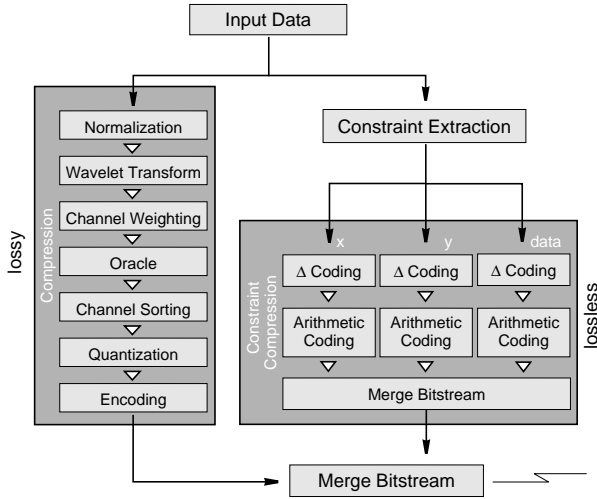 Input Data
lossy
Compression
Normalization
Wavelet Transform
Channel Weighting
Oracle
Channel Sorting
Quantization
Encoding
Constraint Extraction
Constraint
Compression
x
y
data
Δ Coding
Δ Coding
Δ Coding
Arithmetic
Coding
Arithmetic
Coding
Arithmetic
Coding
Merge Bitstream
lossless
Merge Bitstream